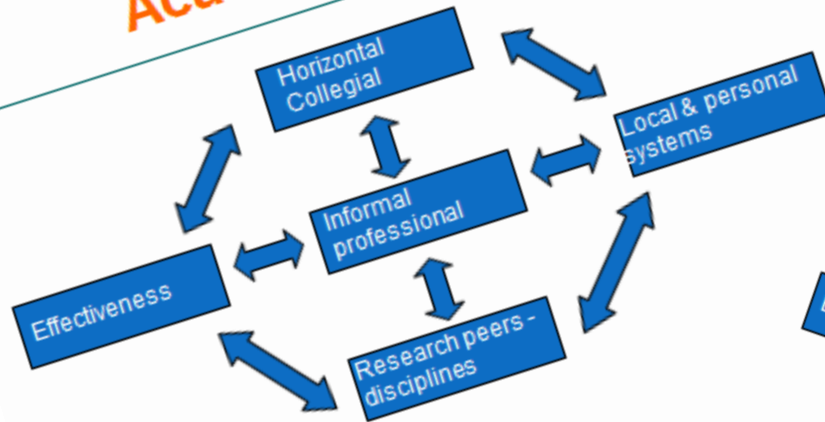 Horizontal
Collegial
Local & personal
systems
Informal
professional
Effectiveness
Research peers -
disciplines